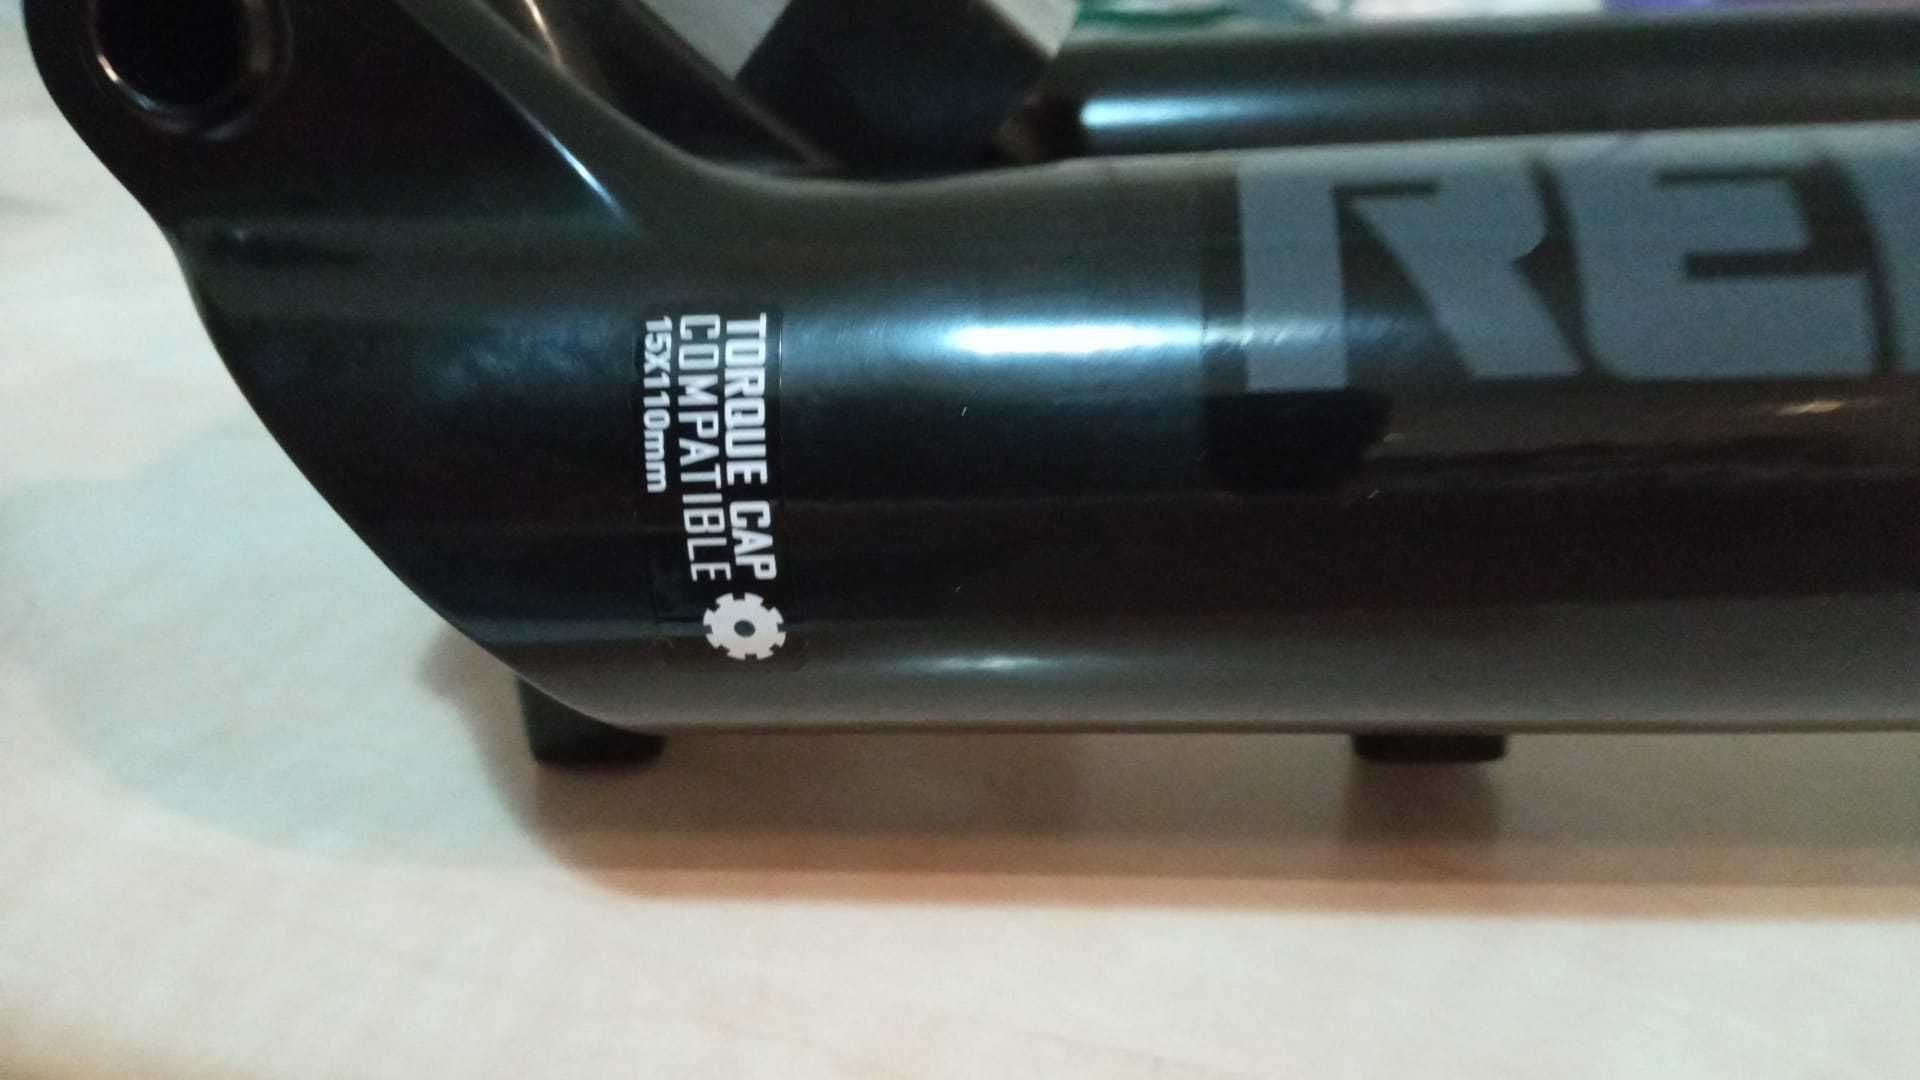 TORQUE CAP
COMPATIBLE
15x110mm